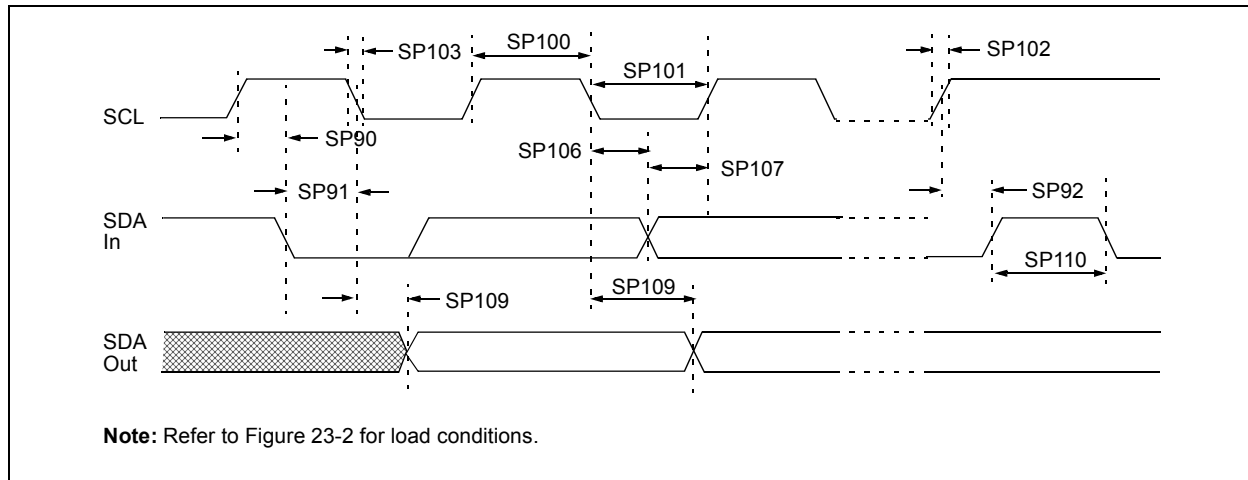 SP103
SP100
SP102
SP101
SCL
SP90
SP106
SP107
SP91
SP92
SDA
In
SP110
SP109
SP109
SDA
Out
Note: Refer to Figure 23-2 for load conditions.